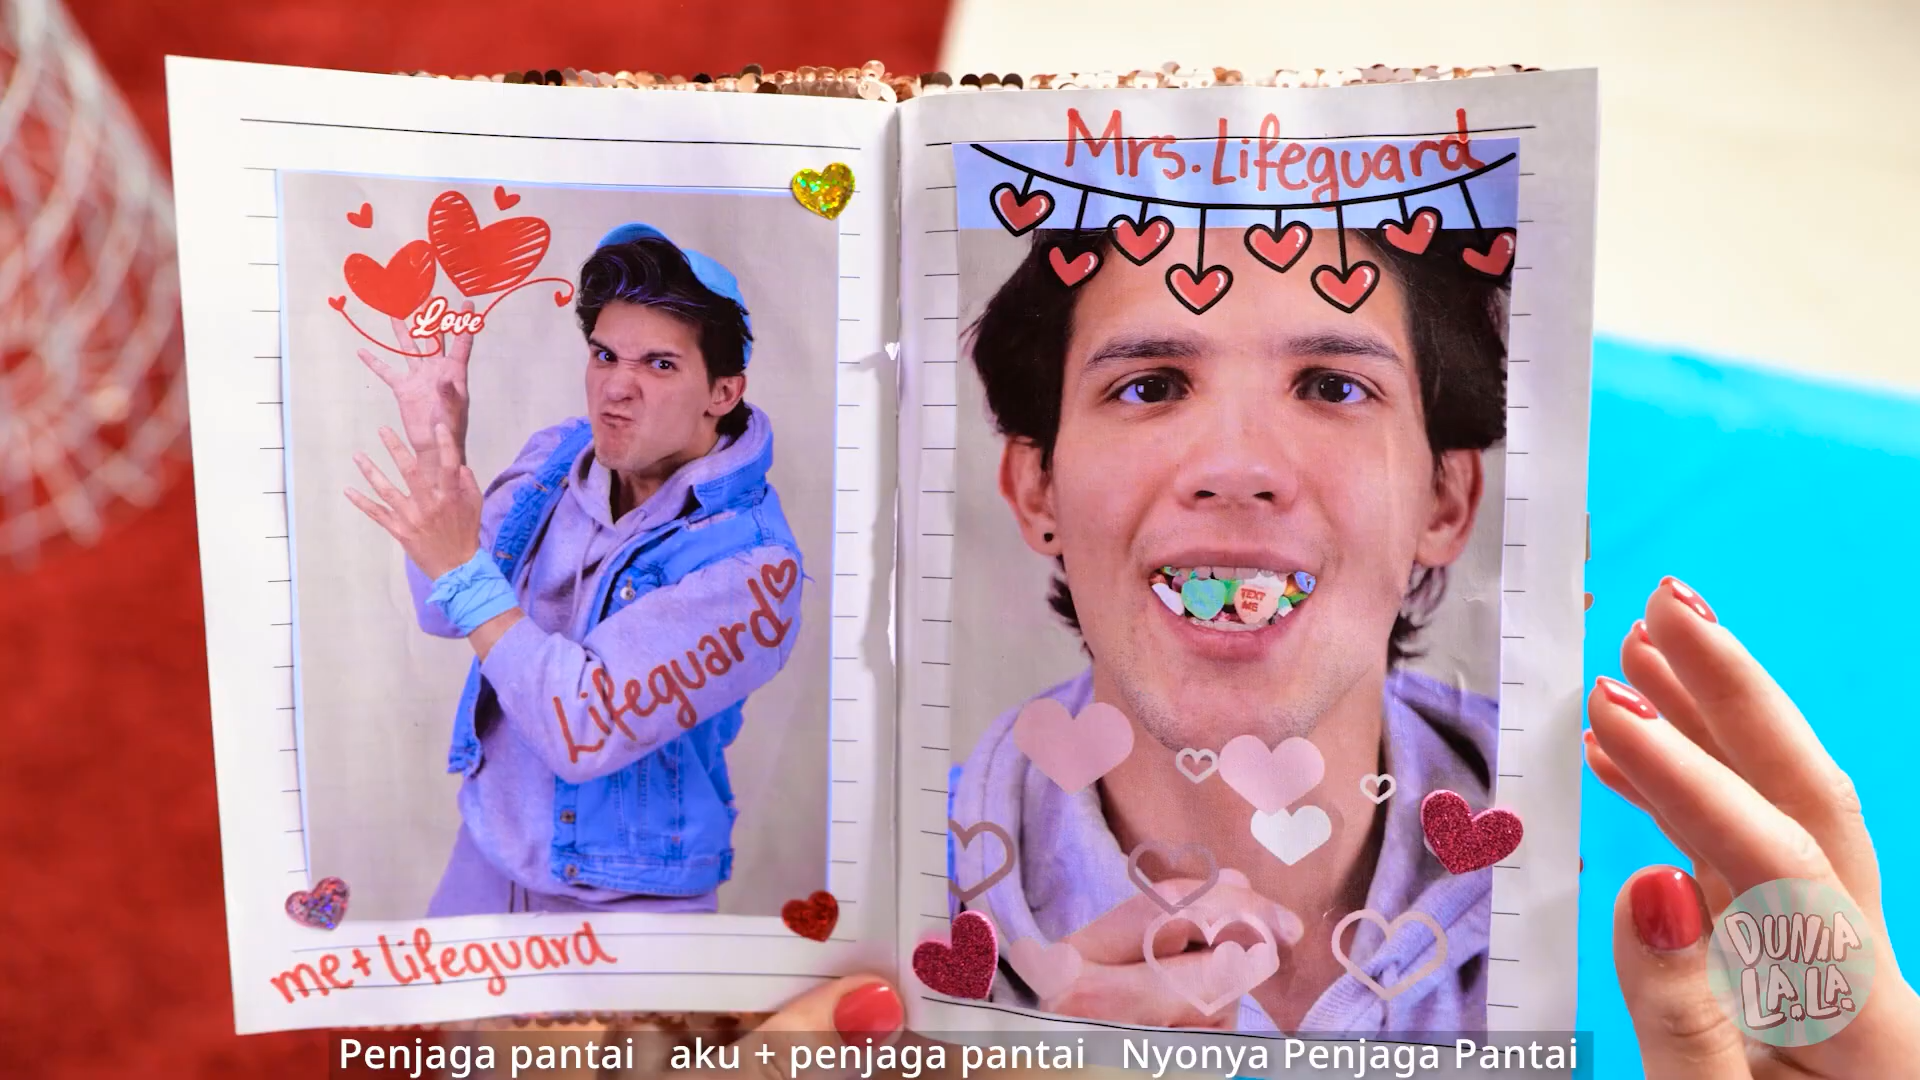 Love
Lifeguard
me + lifeguard
Mrs. Lifeguard
TEXT
ME
DUNIA
LA.LA.
Penjaga pantai aku + penjaga pantai Nyonya Penjaga Pantai